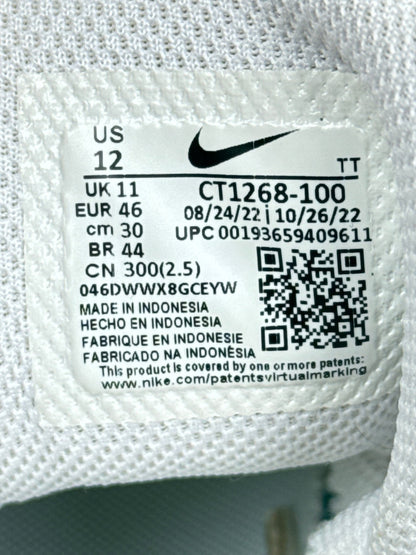 US
12
TT
UK 11
CT1268-100
EUR 46
08/24/22 | 10/26/22
cm 30
UPC 00193659409611
BR 44
CN 300(2.5)
046DWWX8GCEYW
MADE IN INDONESIA
HECHO EN INDONESIA
FABRIQUE EN INDONESIE
FABRICADO NA INDONÉSIA
This product is covered by one or more patents:
www.nike.com/patentsvirtualmarking